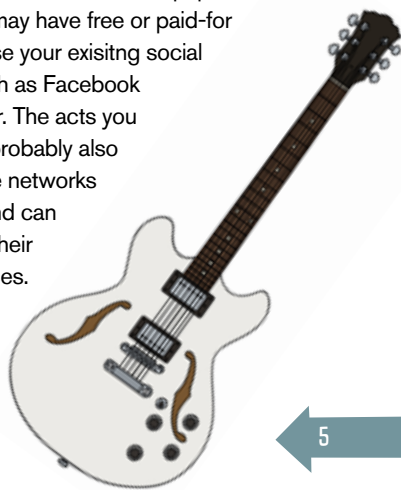 may have free or paid-for
se your exisitng social
h as Facebook
r. The acts you
probably also
e networks
nd can
heir
es.
5